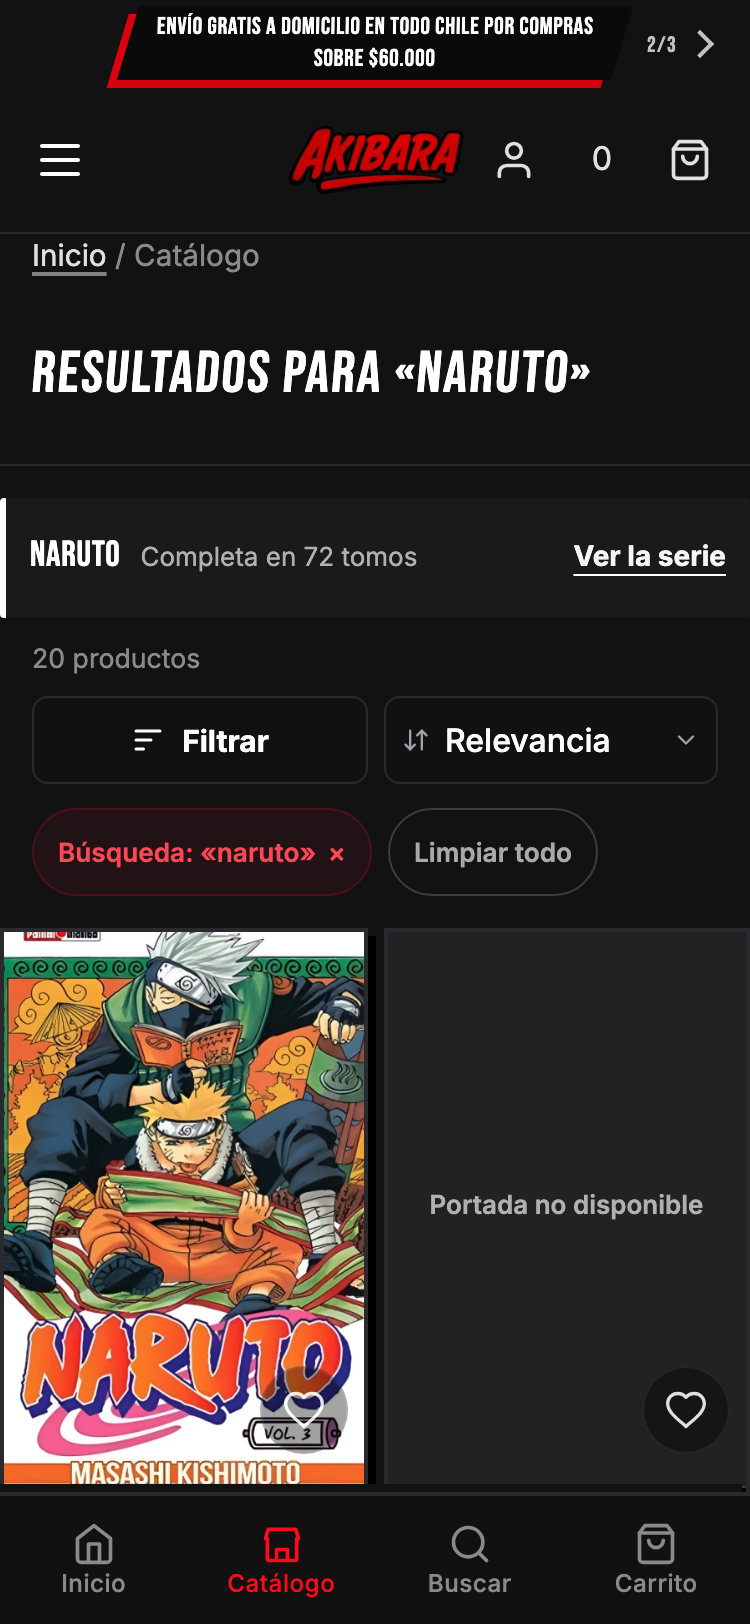 ENVÍO GRATIS A DOMICILIO EN TODO CHILE POR COMPRAS
SOBRE $60.000
2/3
AKIBARA
0
Inicio / Catálogo
RESULTADOS PARA «NARUTO»
NARUTO Completa en 72 tomos Ver la serie
20 productos
Filtrar
Relevancia
Búsqueda: «naruto» ×
Limpiar todo
NARUTO
VOL. 3
MASASHI KISHIMOTO
Portada no disponible
Inicio
Catálogo
Buscar
Carrito